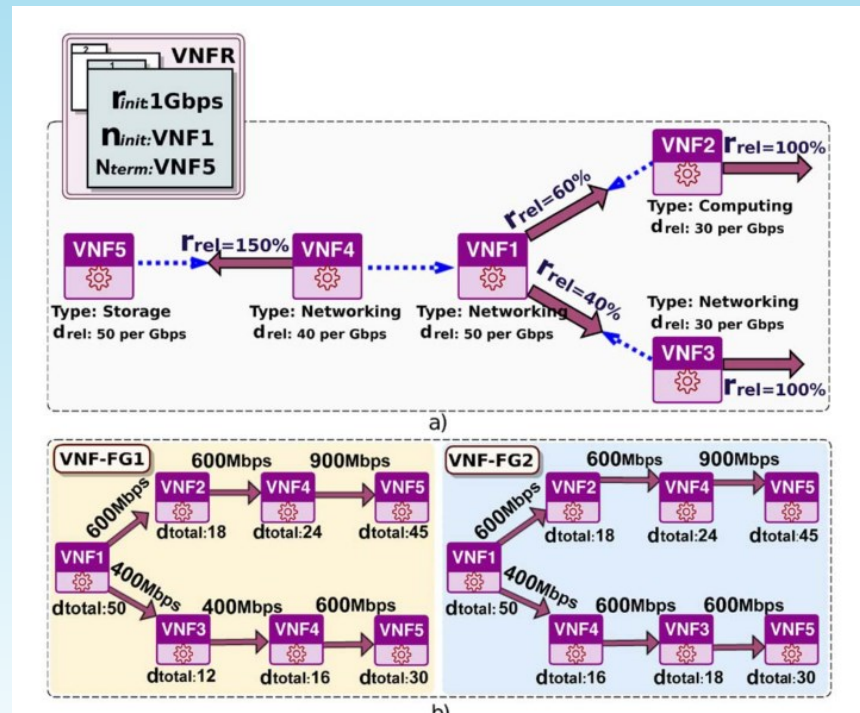 2
1
VNFR
rinit:1Gbps
ninit:VNF1
Nterm:VNF5
VNF5
Type: Storage
drel: 50 per Gbps
rrel=150%
VNF4
Type: Networking
drel: 40 per Gbps
VNF1
Type: Networking
drel: 50 per Gbps
rrel=60%
rrel=40%
VNF2
rrel=100%
Type: Computing
drel: 30 per Gbps
Type: Networking
drel: 30 per Gbps
VNF3
rrel=100%
a)
VNF-FG1
600Mbps
900Mbps
600Mbps
VNF2
VNF4
VNF5
dtotal:18
dtotal:24
dtotal:45
VNF1
dtotal:50
400Mbps
400Mbps
600Mbps
VNF3
VNF4
VNF5
dtotal:12
dtotal:16
dtotal:30
VNF-FG2
600Mbps
900Mbps
600Mbps
VNF2
VNF4
VNF5
dtotal:18
dtotal:24
dtotal:45
VNF1
dtotal:50
400Mbps
600Mbps
600Mbps
VNF4
VNF3
VNF5
dtotal:16
dtotal:18
dtotal:30